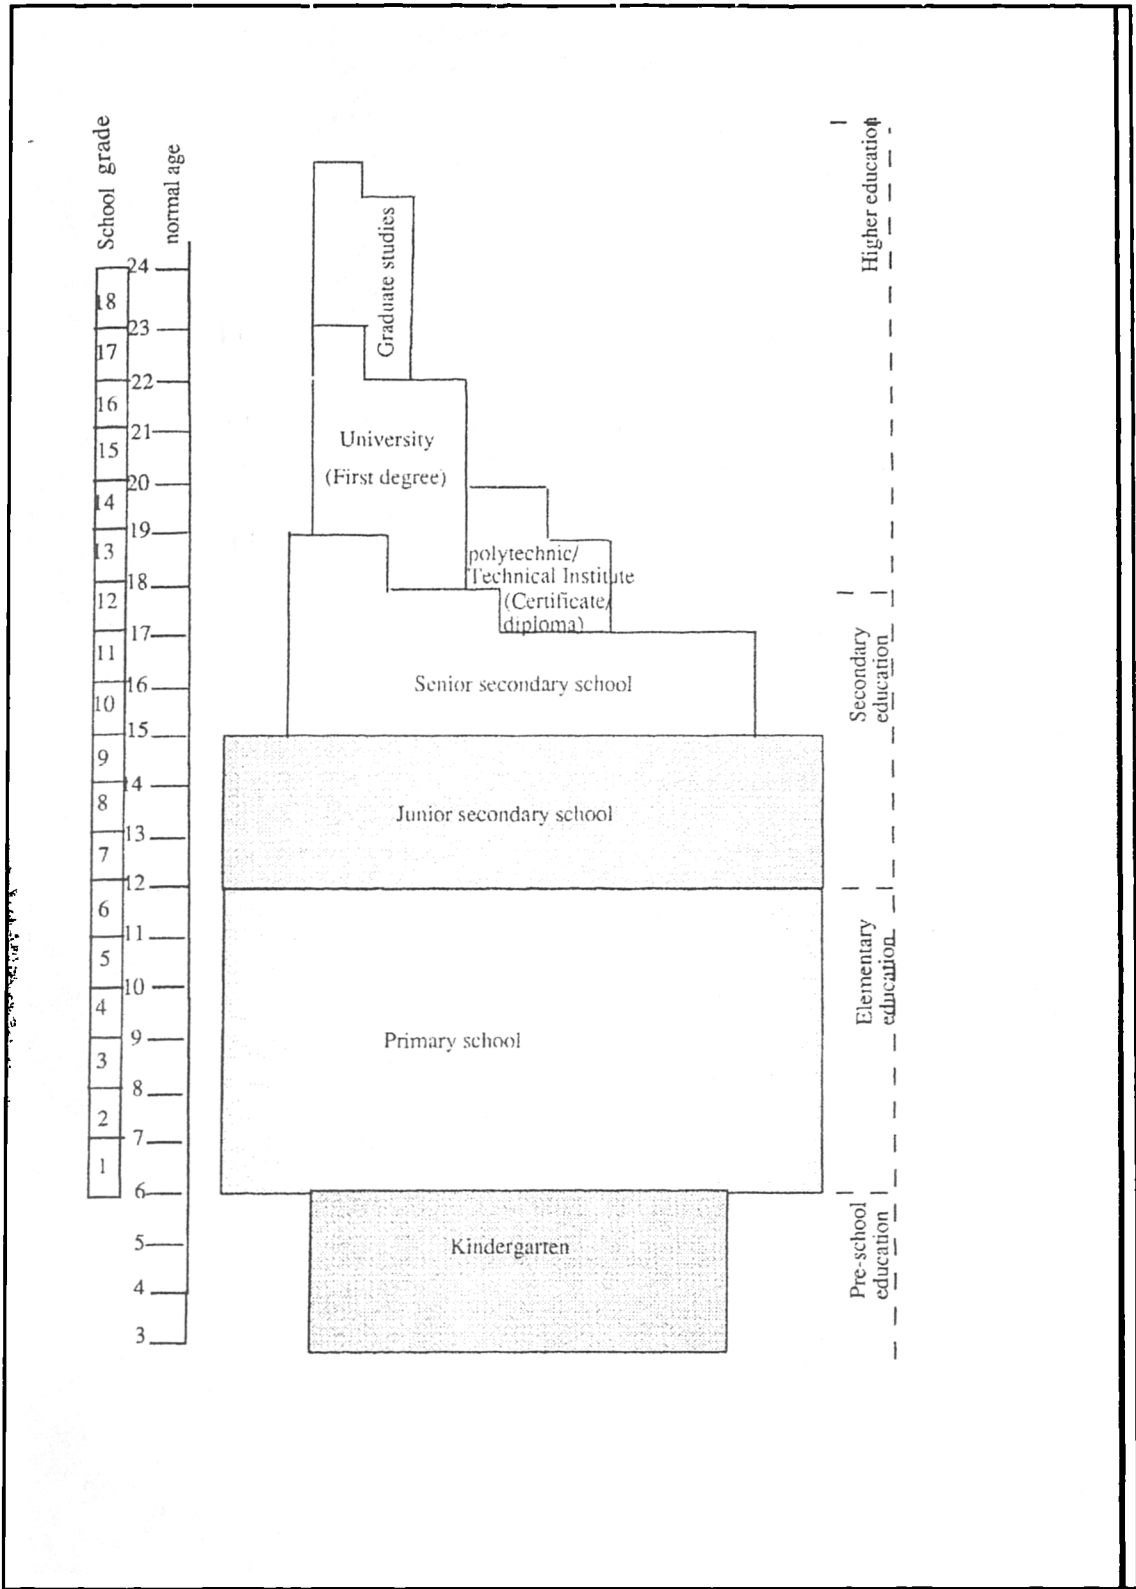 School grade
normal age
24
18
23
17
22
16
21
15
20
14
19
13
18
12
17
11
16
10
15
9
14
8
13
7
12
6
11
5
10
4
9
3
8
2
7
1
6
5
4
3
Graduate studies
University
(First degree)
polytechnic/
Technical Institute
(Certificate/
diploma)
Senior secondary school
Junior secondary school
Primary school
Kindergarten
Higher education
Secondary
education
Elementary
education
Pre-school
education